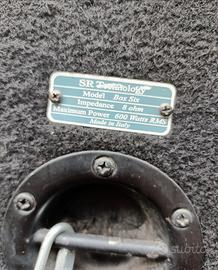 SR Technology
Model Box Six
Impedance 8 ohm
Maximum Power 600 Watts RMS
Made in Italy
subito